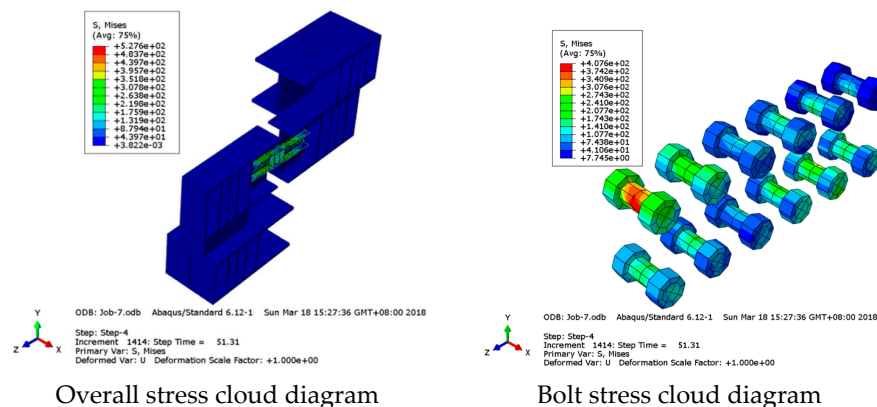 S, Mises
(Avg: 75%)
+5.276e+02
+4.837e+02
+4.397e+02
+3.957e+02
+3.518e+02
+3.078e+02
+2.638e+02
+2.198e+02
+1.759e+02
+1.319e+02
+8.794e+01
+4.397e+01
+3.822e-03
Y
Z
X
ODB: Job-7.odb Abaqus/Standard 6.12-1 Sun Mar 18 15:27:36 GMT+08:00 2018
Step: Step-4
Increment 1414: Step Time = 51.31
Primary Var: S, Mises
Deformed Var: U Deformation Scale Factor: +1.000e+00
Overall stress cloud diagram
S, Mises
(Avg: 75%)
+4.076e+02
+3.742e+02
+3.409e+02
+3.076e+02
+2.743e+02
+2.410e+02
+2.077e+02
+1.743e+02
+1.410e+02
+1.077e+02
+7.438e+01
+4.106e+01
+7.745e+00
Y
Z
X
ODB: Job-7.odb Abaqus/Standard 6.12-1 Sun Mar 18 15:27:36 GMT+08:00 2018
Step: Step-4
Increment 1414: Step Time = 51.31
Primary Var: S, Mises
Deformed Var: U Deformation Scale Factor: +1.000e+00
Bolt stress cloud diagram